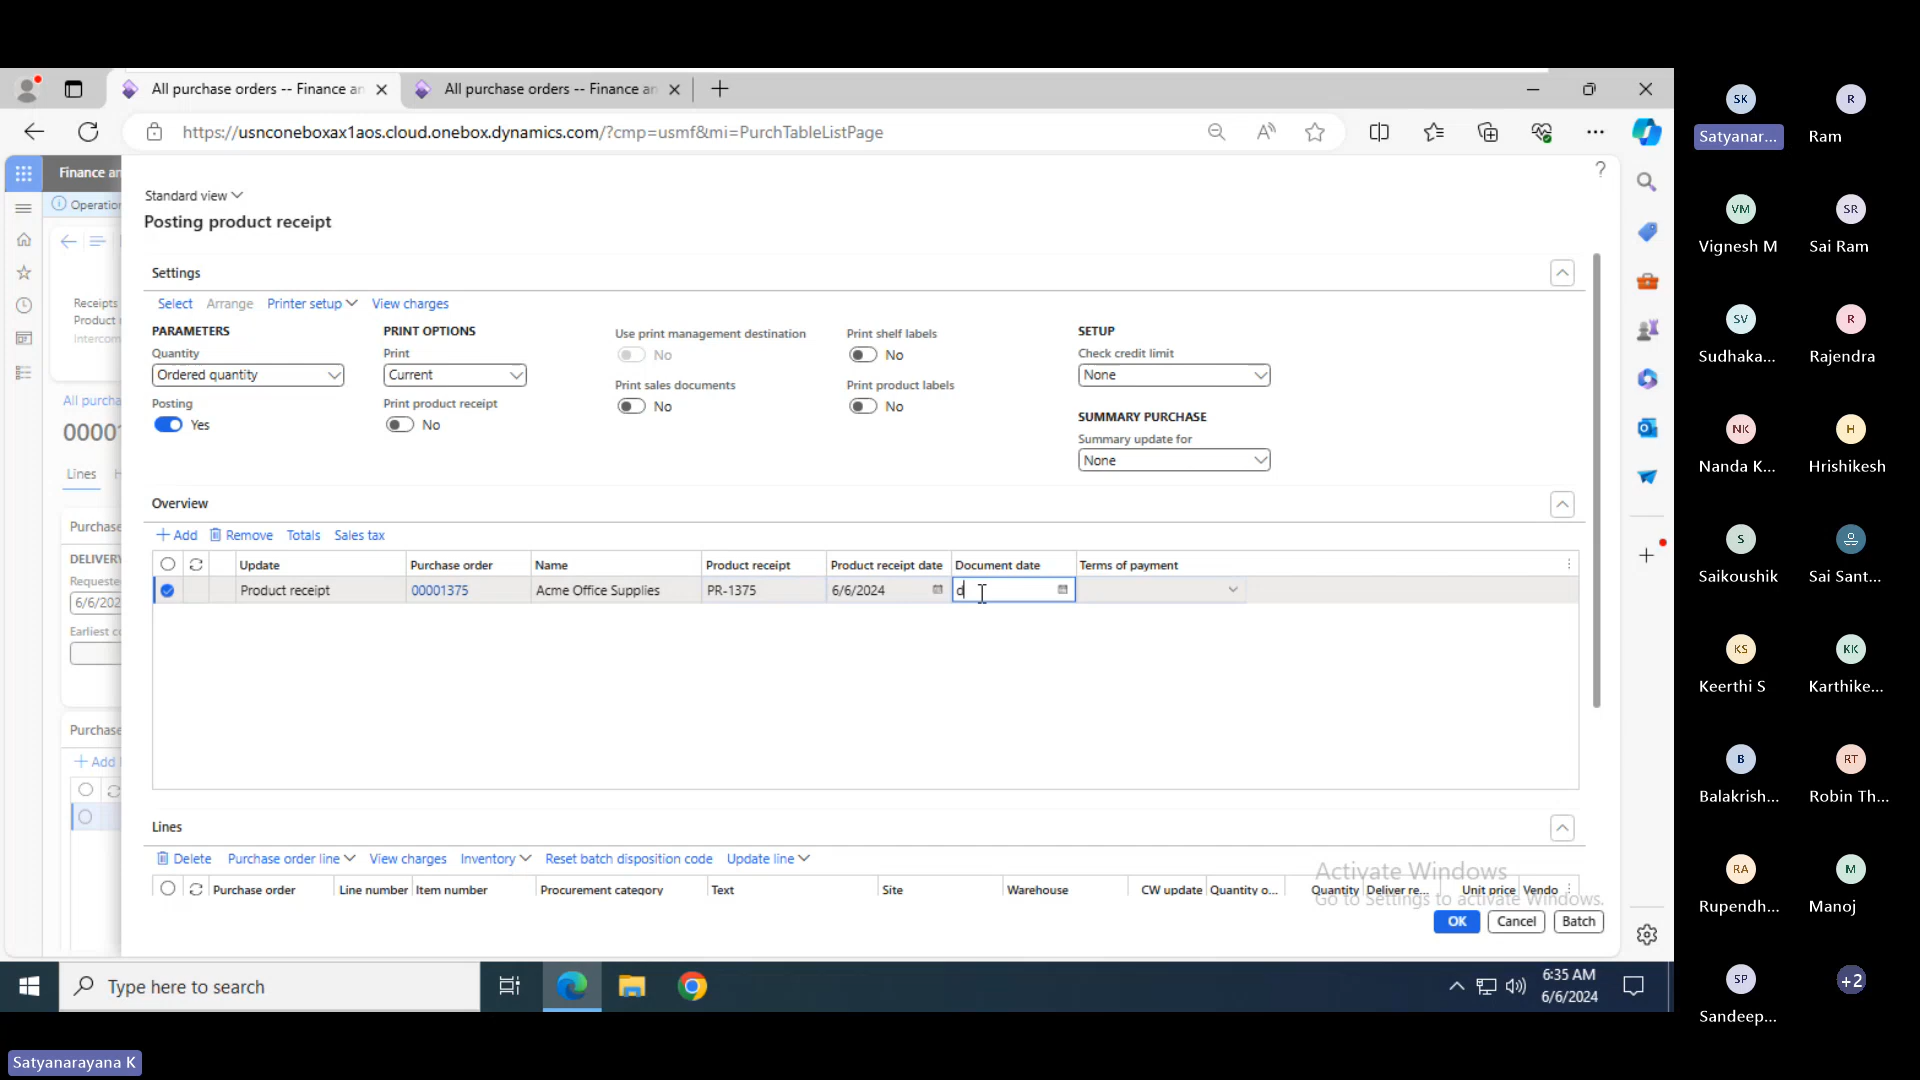 All purchase orders -- Finance an
All purchase orders -- Finance an
https://usnconeboxax1aos.cloud.onebox.dynamics.com/?cmp=usmf&mi=PurchTableListPage
Finance an
Operation
Receipts
Product
Intercom
All purcha
0000
Lines
Purchase
DELIVERY
Requeste
6/6/202
Earliest co
Purchase
Add
Standard view
Posting product receipt
?
Settings
Select Arrange Printer setup View charges
PARAMETERS
Quantity
Ordered quantity
Posting
Yes
PRINT OPTIONS
Print
Current
Print product receipt
No
Use print management destination
No
Print sales documents
No
Print shelf labels
No
Print product labels
No
SETUP
Check credit limit
None
SUMMARY PURCHASE
Summary update for
None
Overview
Add Remove Totals Sales tax
Update Purchase order Name Product receipt Product receipt date Document date Terms of payment
Product receipt 00001375 Acme Office Supplies PR-1375 6/6/2024 d
Lines
Delete Purchase order line View charges Inventory Reset batch disposition code Update line
Purchase order Line number Item number Procurement category Text Site Warehouse CW update Quantity o... Quantity Deliver re... Unit price Vendo
Activate Windows
Go to Settings to activate Windows.
OK Cancel Batch
Type here to search
6:35 AM
6/6/2024
SK
Satyanar...
R
Ram
VM
Vignesh M
SR
Sai Ram
SV
Sudhaka...
R
Rajendra
NK
Nanda K...
H
Hrishikesh
S
Saikoushik
Sai Sant...
KS
Keerthi S
KK
Karthike...
B
Balakrish...
RT
Robin Th...
RA
Rupendh...
M
Manoj
SP
Sandeep...
+2
Satyanarayana K